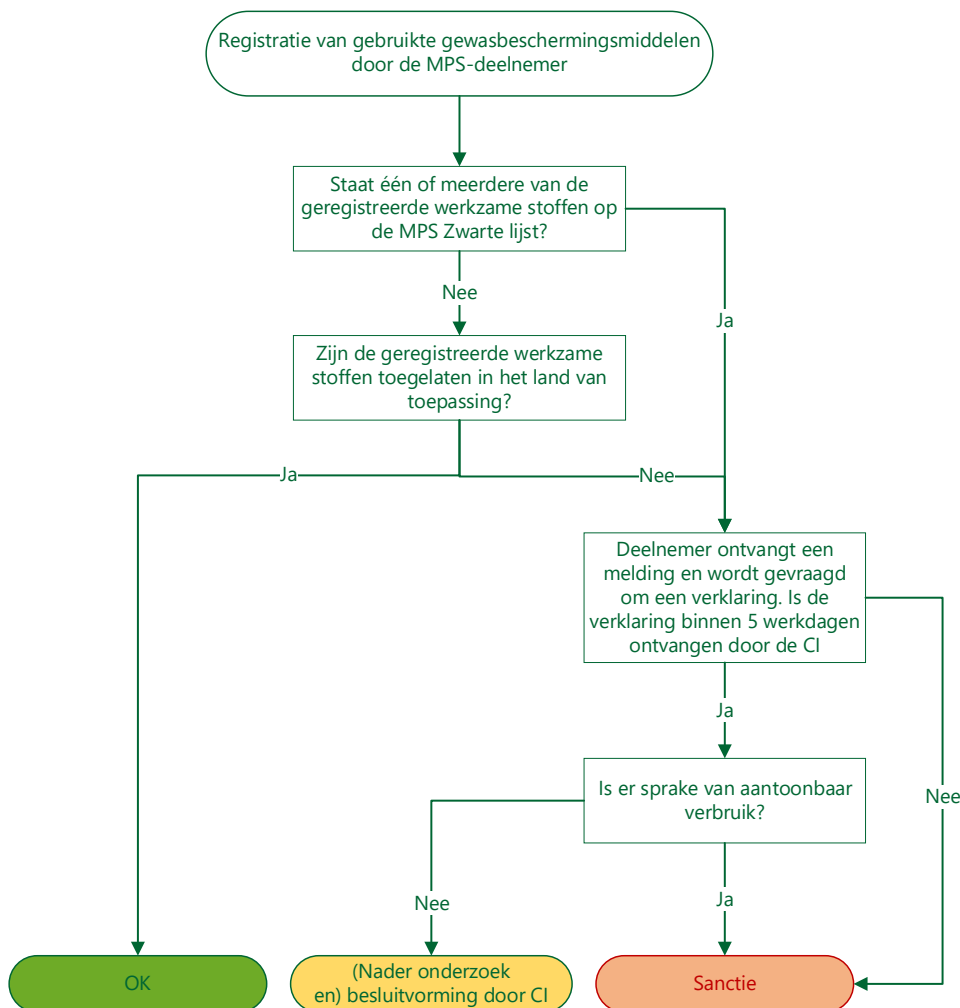 Registratie van gebruikte gewasbeschermingsmiddelen
door de MPS-deelnemer
Staat één of meerdere van de
geregistreerde werkzame stoffen op
de MPS Zwarte lijst?
Nee
Ja
Zijn de geregistreerde werkzame
stoffen toegelaten in het land van
toepassing?
Ja
Nee
Deelnemer ontvangt een
melding en wordt gevraagd
om een verklaring. Is de
verklaring binnen 5 werkdagen
ontvangen door de CI
Ja
Nee
Is er sprake van aantoonbaar
verbruik?
Nee
Ja
OK
(Nader onderzoek
en) besluitvorming door CI
Sanctie